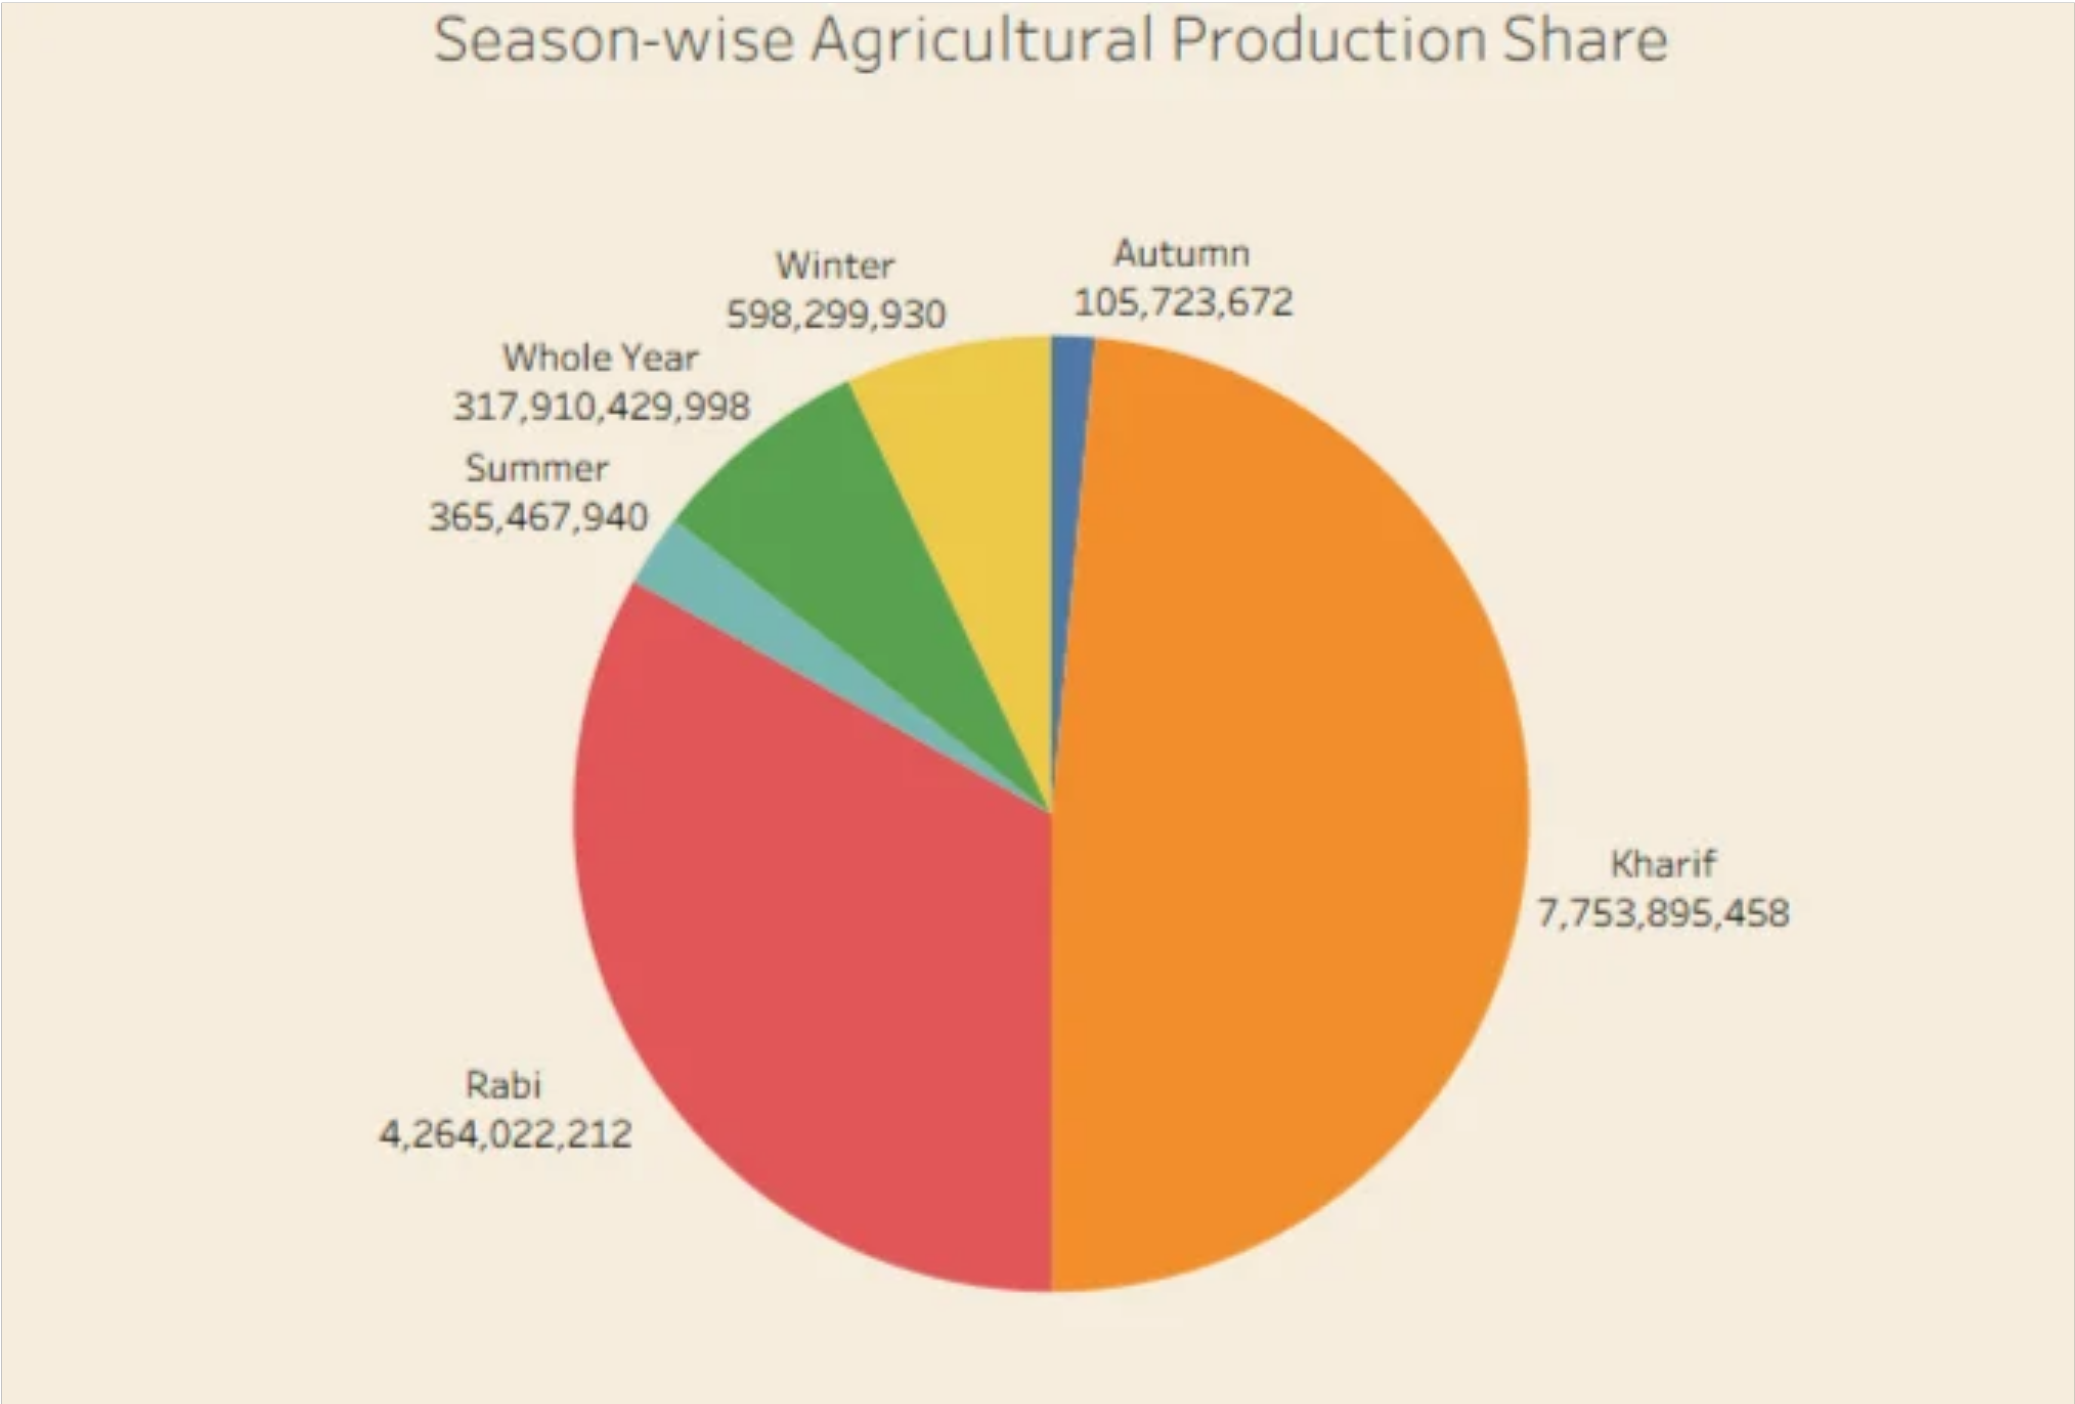 Season-wise Agricultural Production Share
Autumn
105,723,672
Winter
598,299,930
Whole Year
317,910,429,998
Summer
365,467,940
Kharif
7,753,895,458
Rabi
4,264,022,212